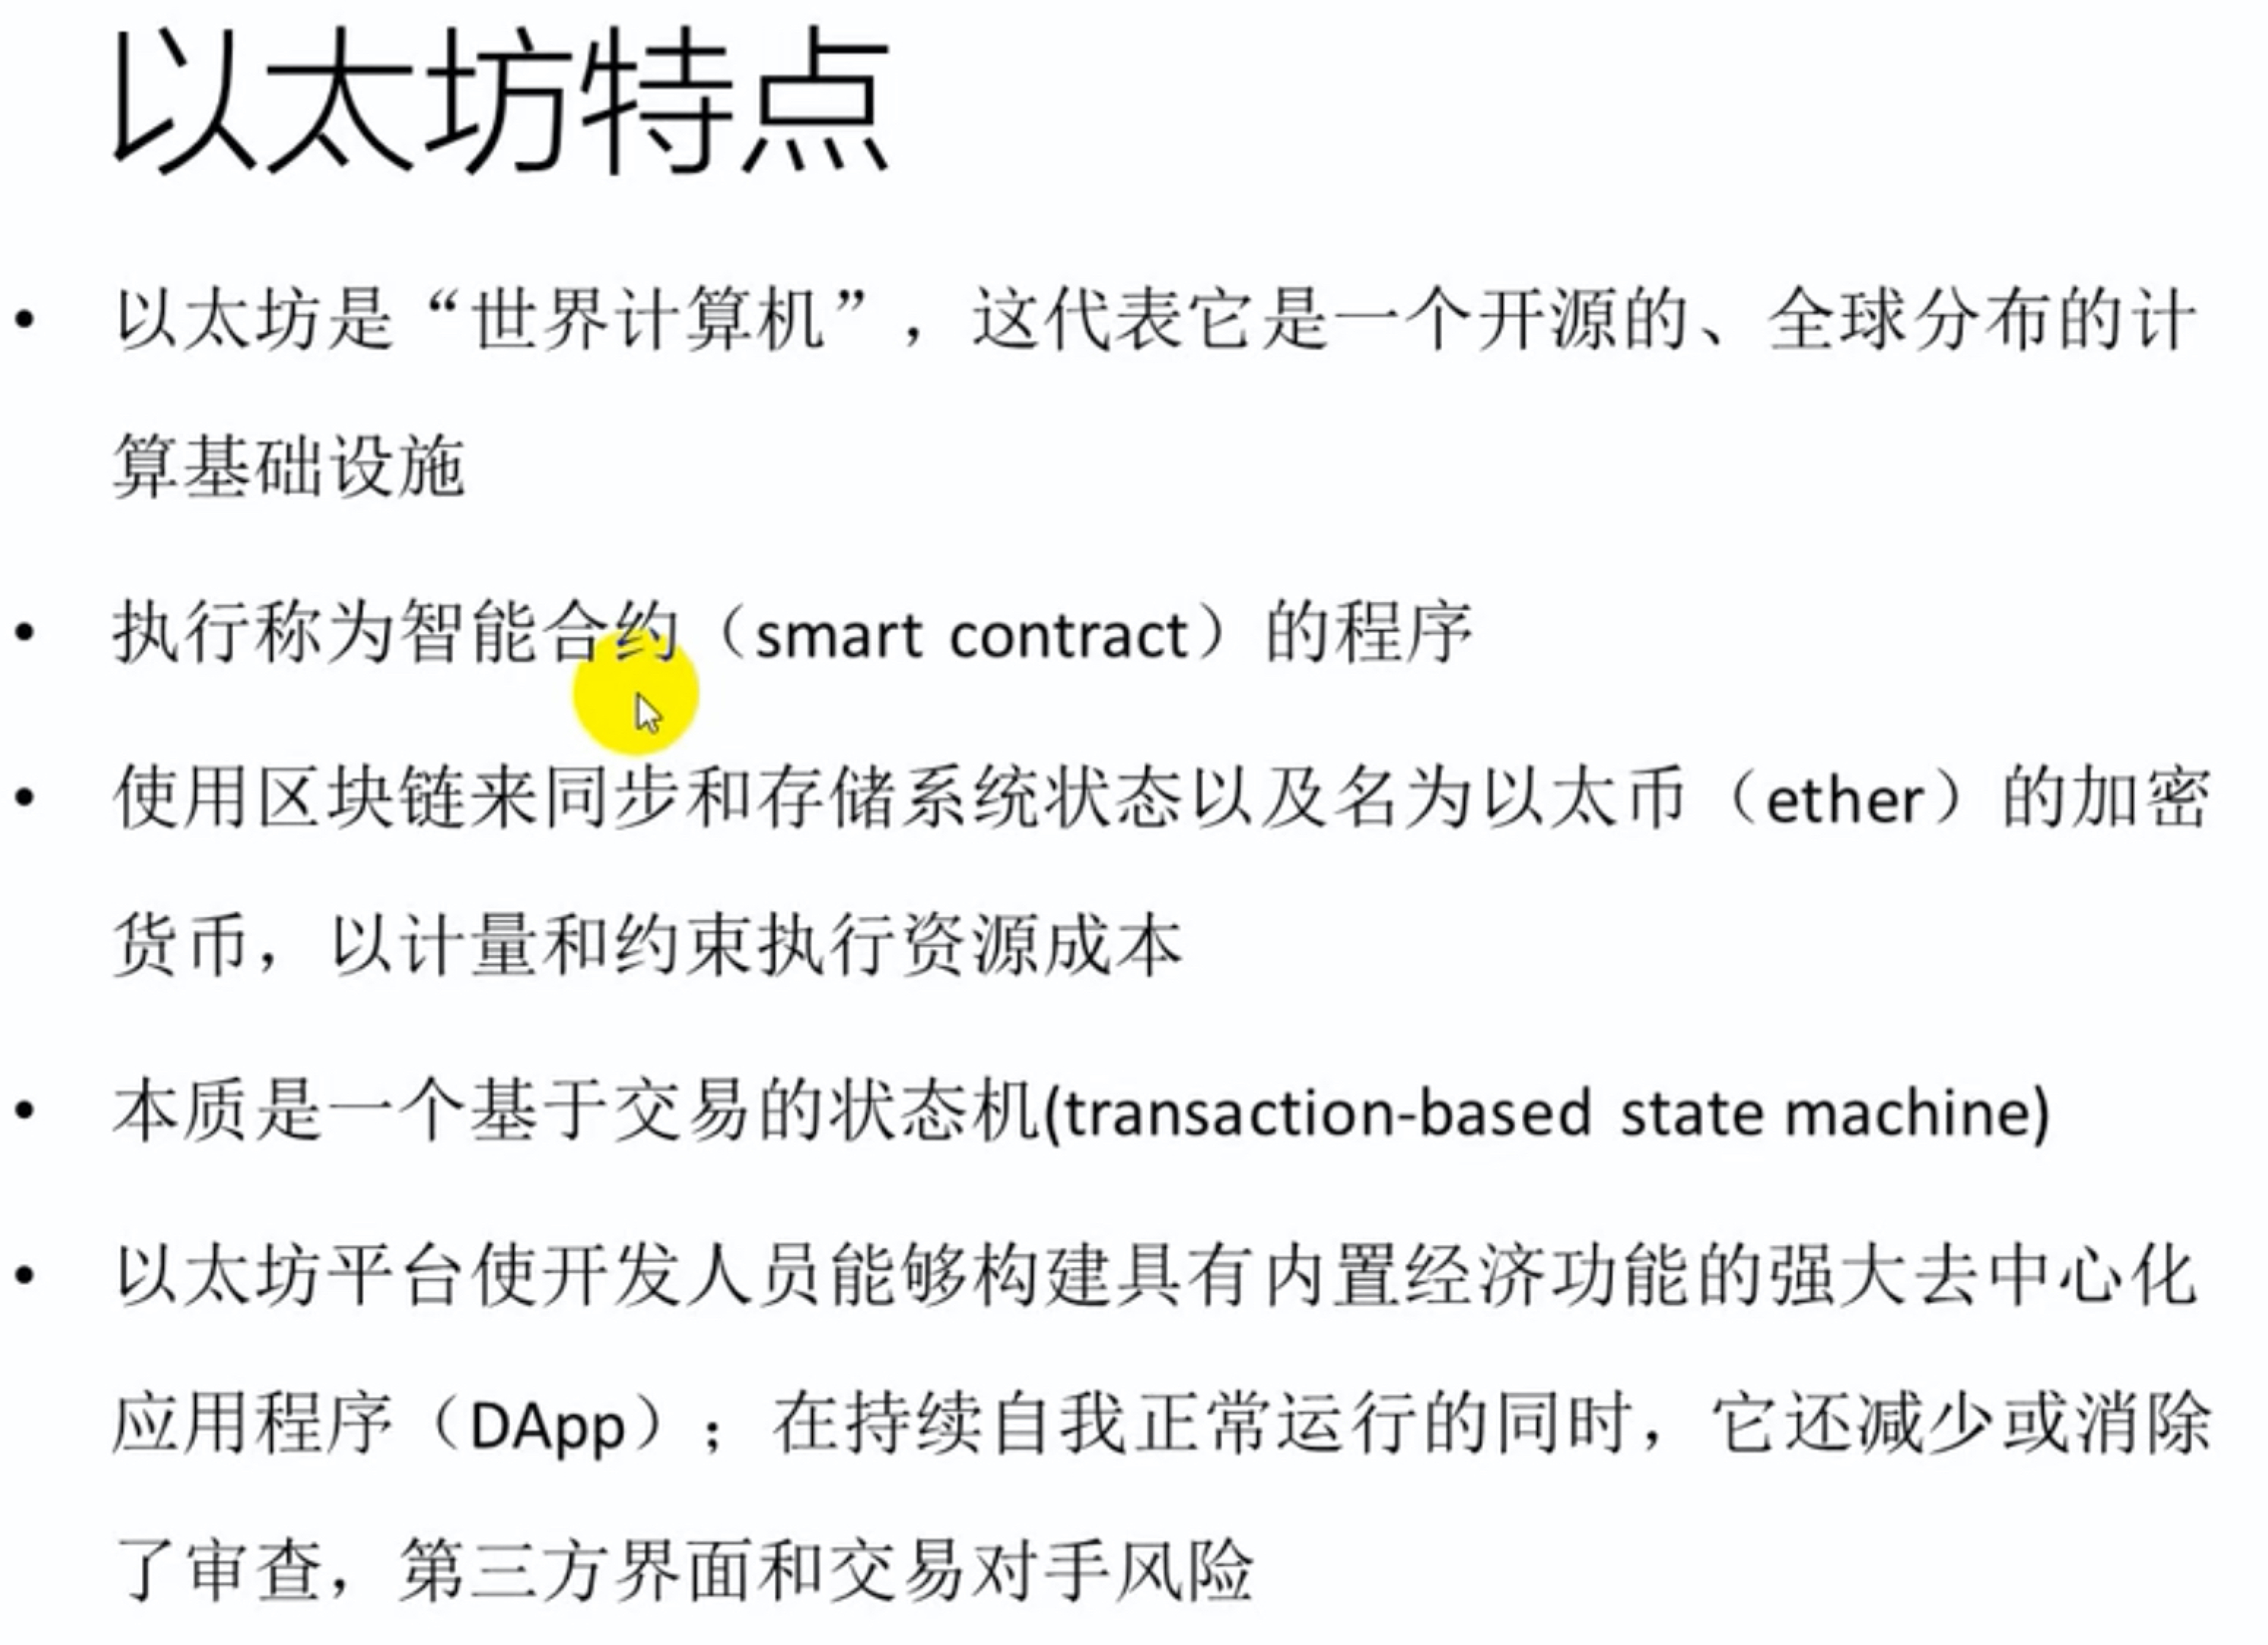 以太坊特点
• 以太坊是“世界计算机”，这代表它是一个开源的、全球分布的计
算基础设施
• 执行称为智能合约（smart contract）的程序
• 使用区块链来同步和存储系统状态以及名为以太币（ether）的加密
货币，以计量和约束执行资源成本
• 本质是一个基于交易的状态机(transaction-based state machine)
• 以太坊平台使开发人员能够构建具有内置经济功能的强大去中心化
应用程序（DApp）；在持续自我正常运行的同时，它还减少或消除
了审查，第三方界面和交易对手风险